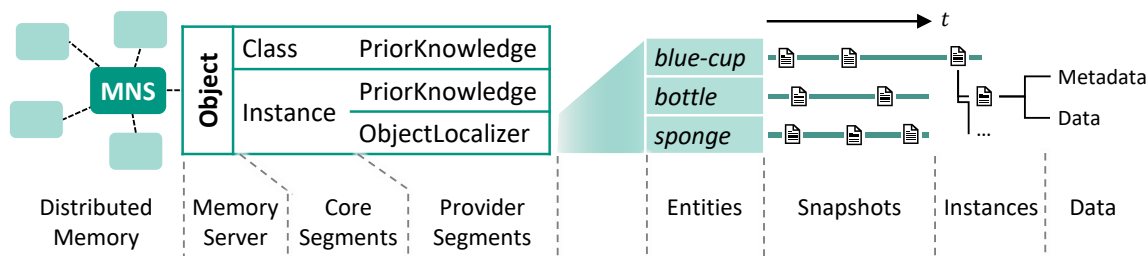 t
MNS
Object
Class PriorKnowledge
Instance PriorKnowledge
ObjectLocalizer
blue-cup
bottle
sponge
Metadata
Data
...
Distributed
Memory
Memory
Server
Core
Segments
Provider
Segments
Entities
Snapshots
Instances
Data